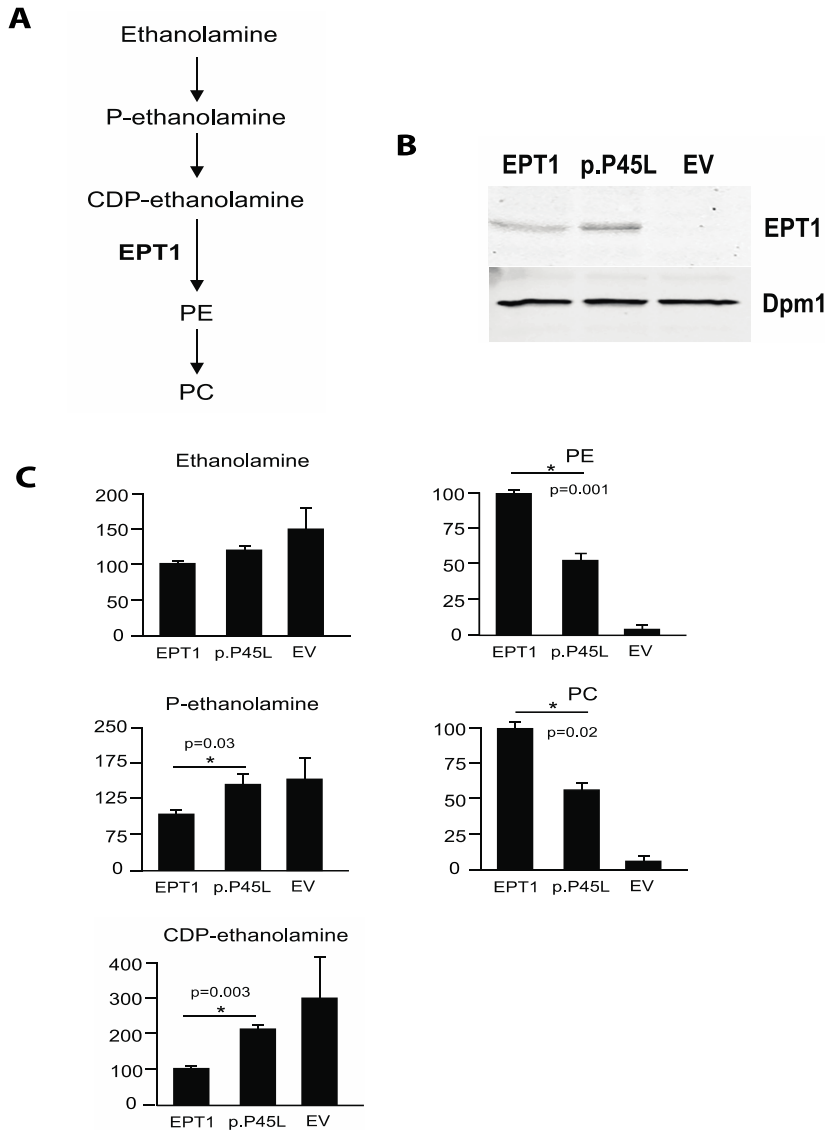 A
Ethanolamine
P-ethanolamine
CDP-ethanolamine
EPT1
PE
PC
B
EPT1 p.P45L EV
EPT1
Dpm1
C
Ethanolamine
200
150
100
50
0
EPT1 p.P45L EV
PE
*
p=0.001
100
75
50
25
0
EPT1 p.P45L EV
P-ethanolamine
250
175
125
75
0
p=0.03
*
EPT1 p.P45L EV
PC
*
p=0.02
100
75
50
25
0
EPT1 p.P45L EV
CDP-ethanolamine
400
300
200
100
0
p=0.003
*
EPT1 p.P45L EV